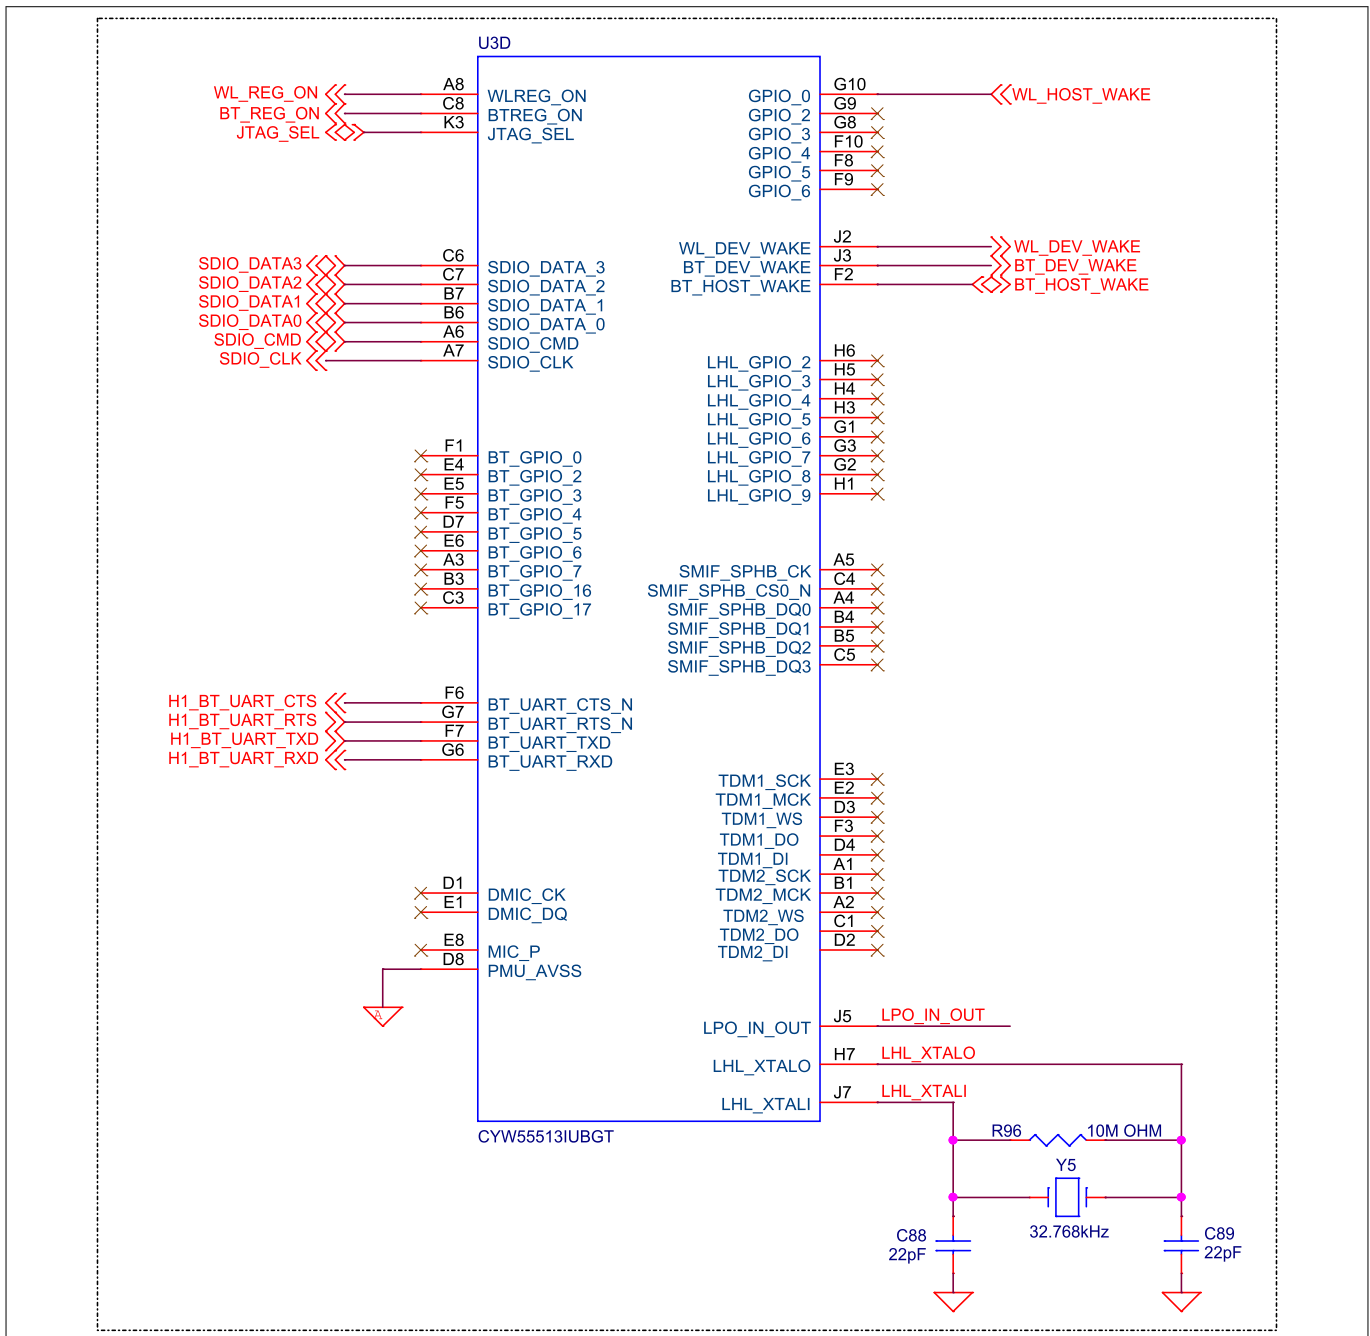 U3D
WL_REG_ON A8 WLREG_ON
BT_REG_ON C8 BTREG_ON
JTAG_SEL K3 JTAG_SEL
SDIO_DATA3 C6 SDIO_DATA_3
SDIO_DATA2 C7 SDIO_DATA_2
SDIO_DATA1 B7 SDIO_DATA_1
SDIO_DATA0 B6 SDIO_DATA_0
SDIO_CMD A6 SDIO_CMD
SDIO_CLK A7 SDIO_CLK
F1 BT_GPIO_0
E4 BT_GPIO_2
E5 BT_GPIO_3
F5 BT_GPIO_4
D7 BT_GPIO_5
E6 BT_GPIO_6
A3 BT_GPIO_7
B3 BT_GPIO_16
C3 BT_GPIO_17
H1_BT_UART_CTS F6 BT_UART_CTS_N
H1_BT_UART_RTS G7 BT_UART_RTS_N
H1_BT_UART_TXD F7 BT_UART_TXD
H1_BT_UART_RXD G6 BT_UART_RXD
D1 DMIC_CK
E1 DMIC_DQ
E8 MIC_P
D8 PMU_AVSS
A
GPIO_0 G10 WL_HOST_WAKE
GPIO_2 G9
GPIO_3 G8
GPIO_4 F10
GPIO_5 F8
GPIO_6 F9
WL_DEV_WAKE J2 WL_DEV_WAKE
BT_DEV_WAKE J3 BT_DEV_WAKE
BT_HOST_WAKE F2 BT_HOST_WAKE
LHL_GPIO_2 H6
LHL_GPIO_3 H5
LHL_GPIO_4 H4
LHL_GPIO_5 H3
LHL_GPIO_6 G1
LHL_GPIO_7 G3
LHL_GPIO_8 G2
LHL_GPIO_9 H1
SMIF_SPHB_CK A5
SMIF_SPHB_CS0_N C4
SMIF_SPHB_DQ0 A4
SMIF_SPHB_DQ1 B4
SMIF_SPHB_DQ2 B5
SMIF_SPHB_DQ3 C5
TDM1_SCK E3
TDM1_MCK E2
TDM1_WS D3
TDM1_DO F3
TDM1_DI D4
TDM2_SCK A1
TDM2_MCK B1
TDM2_WS A2
TDM2_DO C1
TDM2_DI D2
LPO_IN_OUT J5 LPO_IN_OUT
LHL_XTALO H7 LHL_XTALO
LHL_XTALI J7 LHL_XTALI
CYW55513IUBGT
R96 10M OHM
Y5
32.768kHz
C88
22pF
C89
22pF